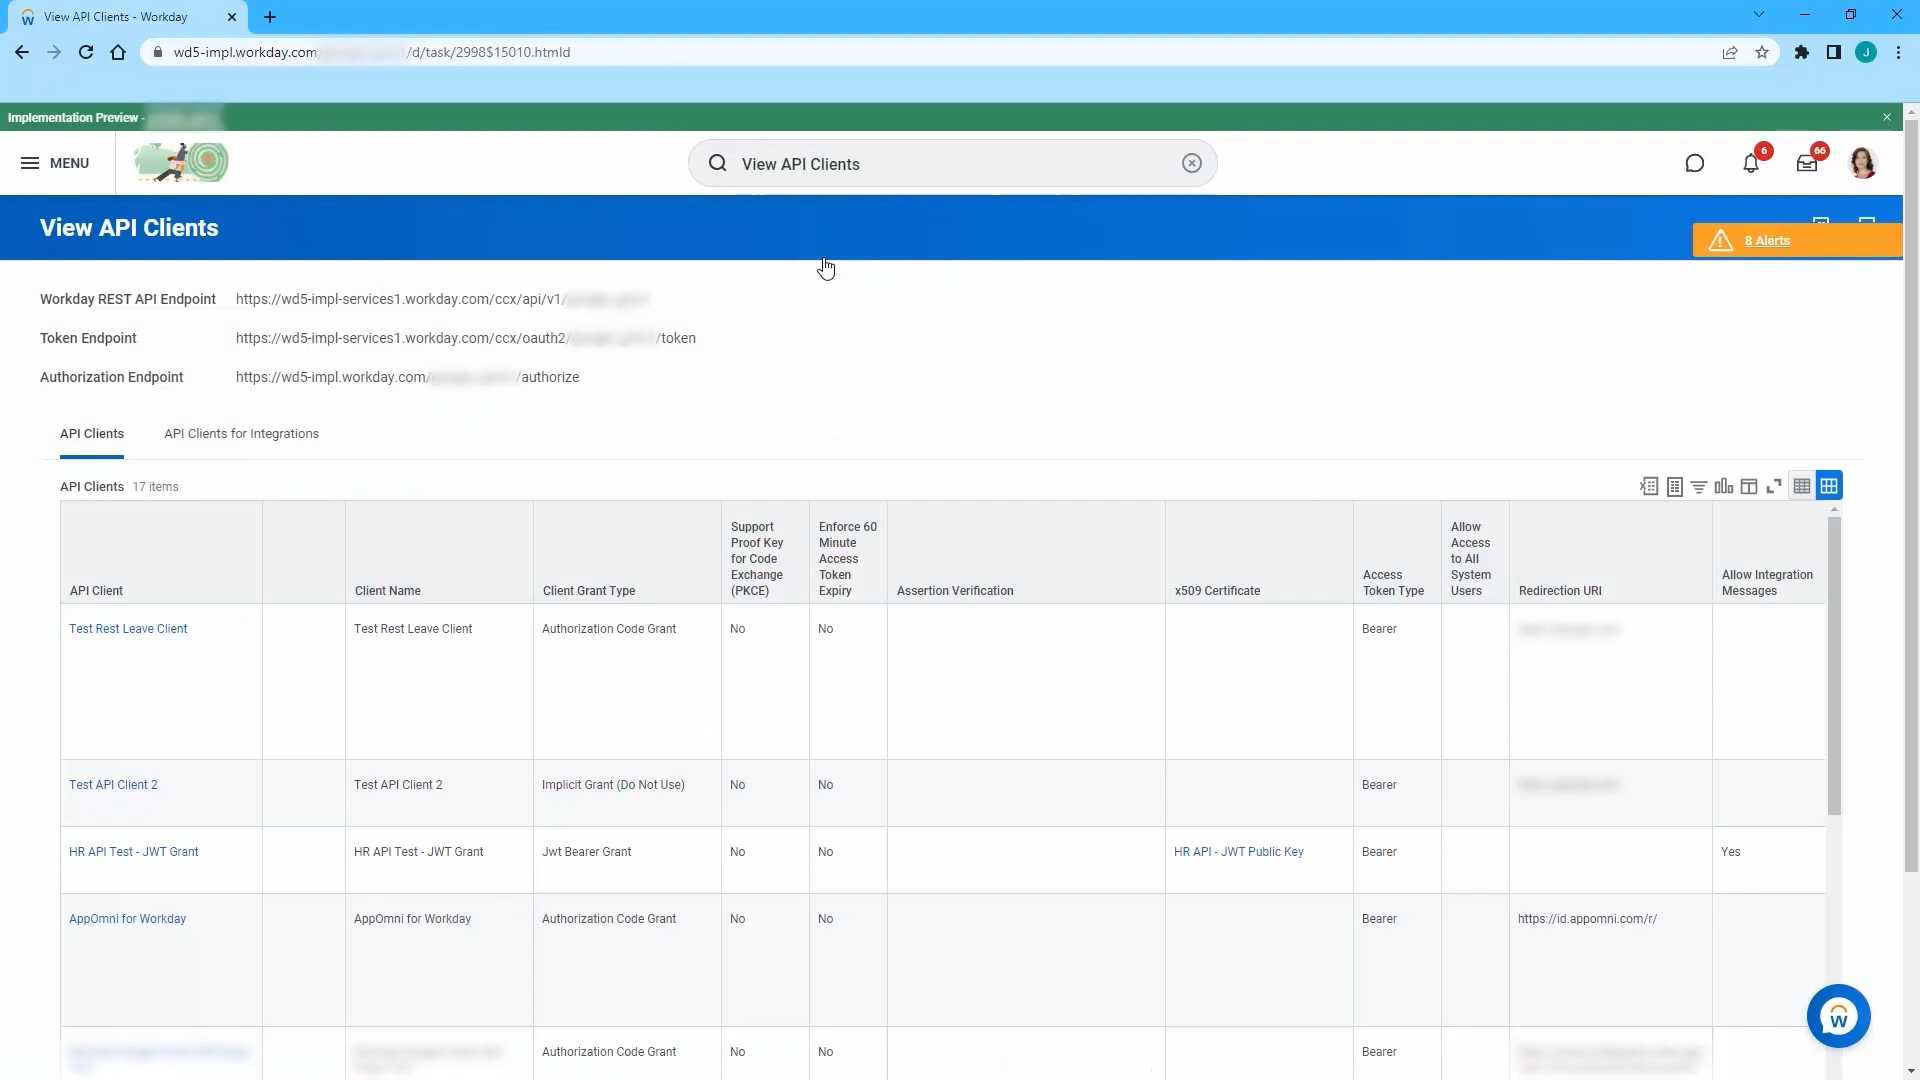 View API Clients - Workday
wd5-impl.workday.com/ /d/task/2998$15010.htmld
J
Implementation Preview -
MENU
View API Clients
6
66
View API Clients
8 Alerts
Workday REST API Endpoint https://wd5-impl-services1.workday.com/ccx/api/v1/
Token Endpoint https://wd5-impl-services1.workday.com/ccx/oauth2/ /token
Authorization Endpoint https://wd5-impl.workday.com/ /authorize
API Clients API Clients for Integrations
API Clients 17 items
API Client
Client Name
Client Grant Type
Support
Proof Key
for Code
Exchange
(PKCE)
Enforce 60
Minute
Access
Token
Expiry
Assertion Verification
x509 Certificate
Access
Token Type
Allow
Access
to All
System
Users
Redirection URI
Allow Integration
Messages
Test Rest Leave Client Test Rest Leave Client Authorization Code Grant No No Bearer
Test API Client 2 Test API Client 2 Implicit Grant (Do Not Use) No No Bearer
HR API Test - JWT Grant HR API Test - JWT Grant Jwt Bearer Grant No No HR API - JWT Public Key Bearer Yes
AppOmni for Workday AppOmni for Workday Authorization Code Grant No No Bearer https://id.appomni.com/r/
Authorization Code Grant No No Bearer
W